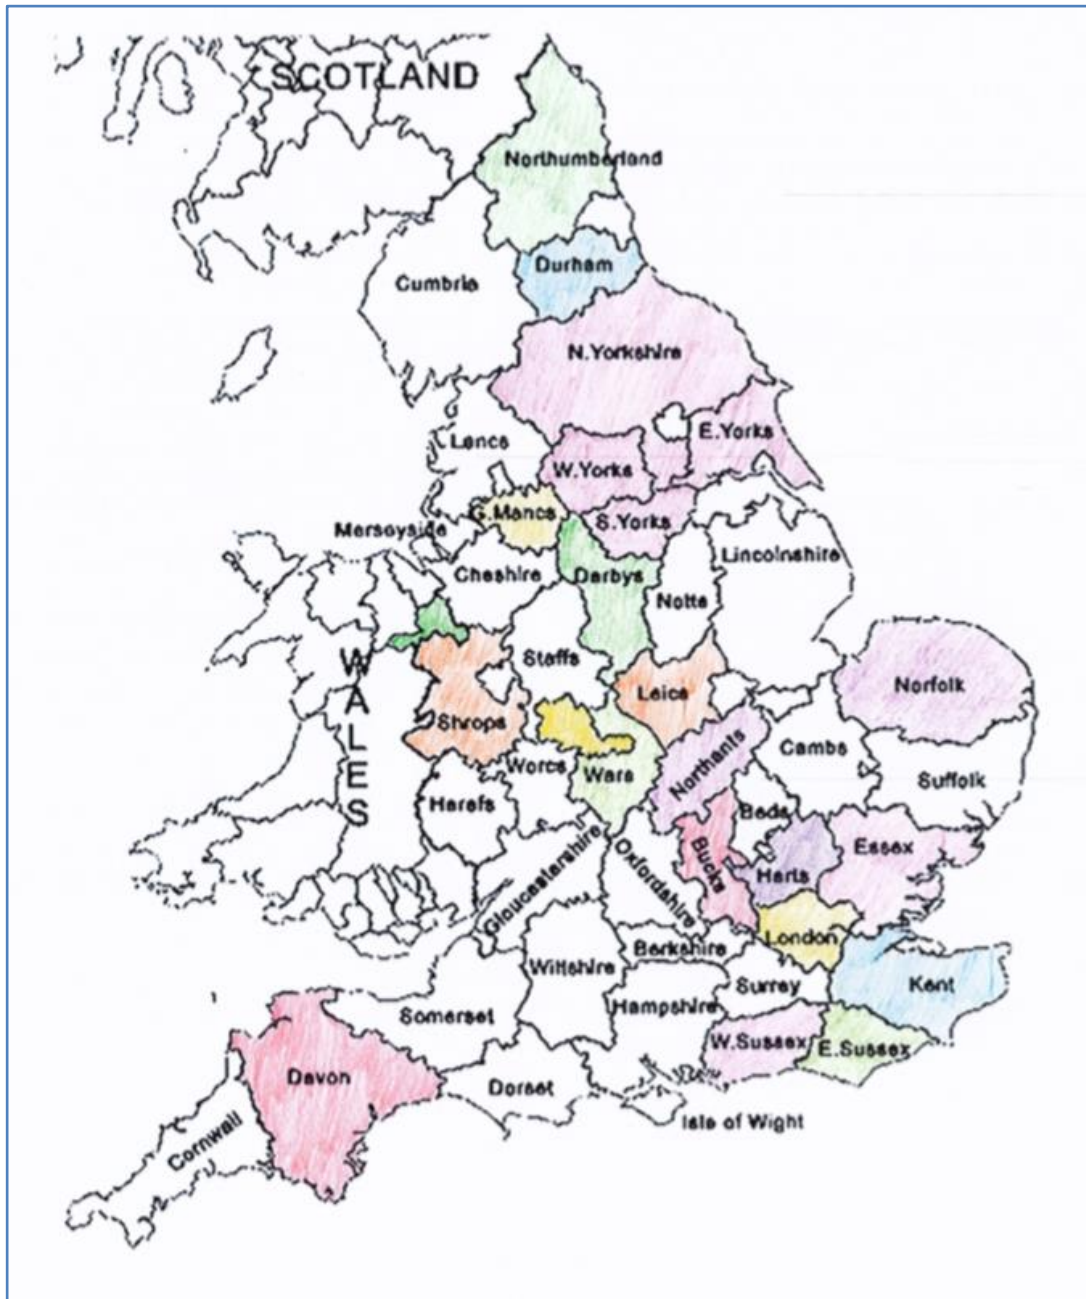 SCOTLAND
Northumberland
Durham
Cumbria
N.Yorkshire
Lancs
E.Yorks
W.Yorks
G.Mancs
S.Yorks
Merseyside
Lincolnshire
Cheshire
Derbys
Notts
WALES
Staffs
Norfolk
Leics
Shrops
Northants
Cambs
Worcs
Wars
Suffolk
Herefs
Beds
Bucks
Essex
Herts
Gloucestershire
Oxfordshire
London
Berkshire
Wiltshire
Surrey
Kent
Hampshire
Somerset
W.Sussex
E.Sussex
Devon
Dorset
Isle of Wight
Cornwall